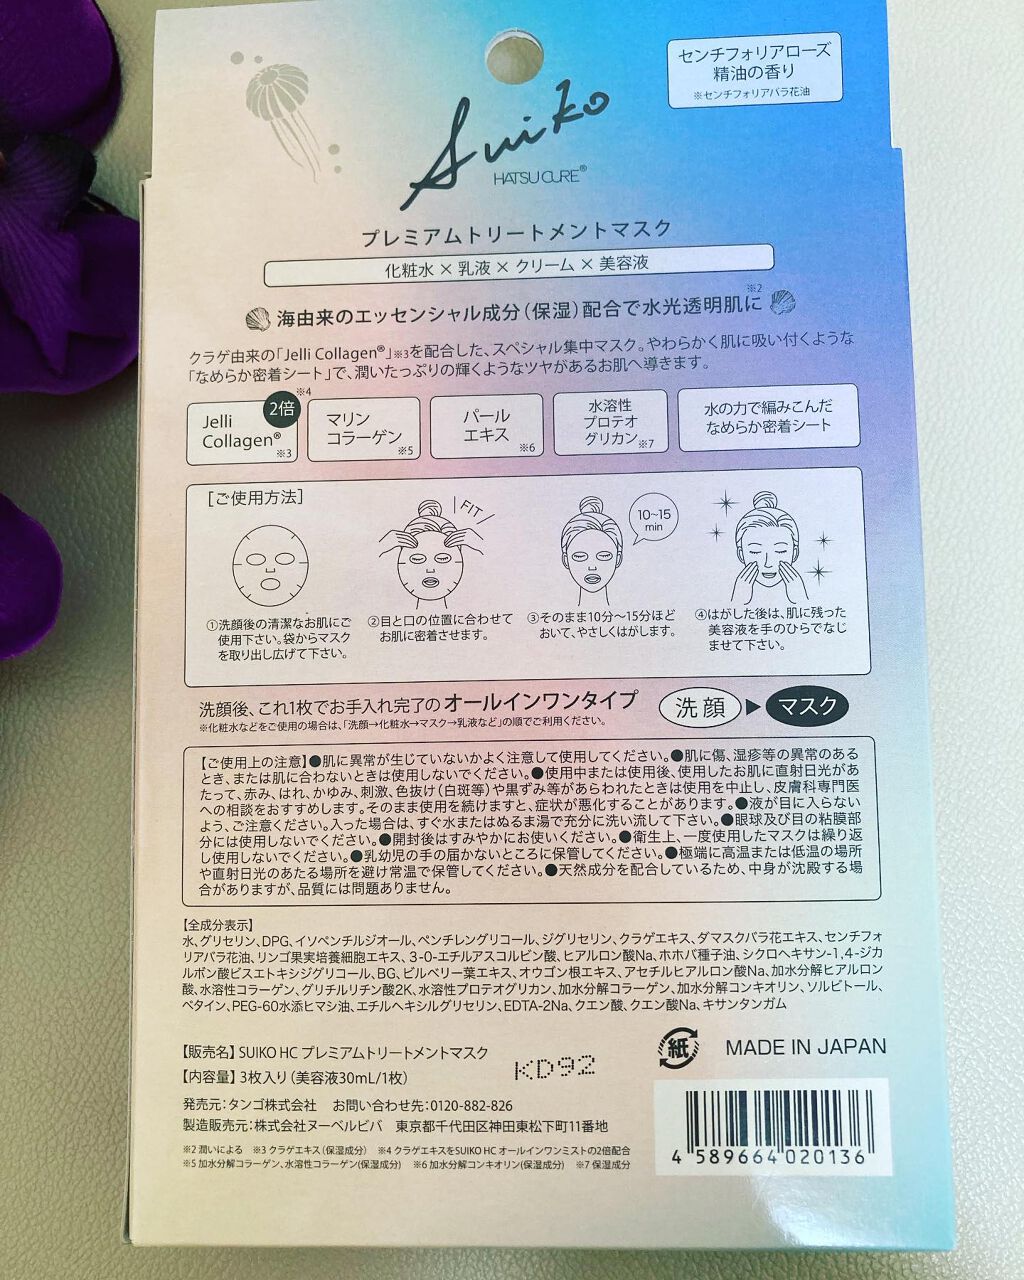 センチフォリアローズ
精油の香り
※センチフォリアバラ花油
Suiko
HATSU CURE®
プレミアムトリートメントマスク
化粧水 × 乳液 × クリーム × 美容液
海由来のエッセンシャル成分（保湿）配合で水光透明肌に※2
クラゲ由来の「Jelli Collagen®」※3を配合した、スペシャル集中マスク。やわらかく肌に吸い付くような
「なめらか密着シート」で、潤いたっぷりの輝くようなツヤがあるお肌へ導きます。
Jelli
Collagen®※3
2倍※4
マリン
コラーゲン※5
パール
エキス※6
水溶性
プロテオ
グリカン※7
水の力で編みこんだ
なめらか密着シート
［ご使用方法］
FIT
10~15
min
①洗顔後の清潔なお肌にご
使用下さい。袋からマスク
を取り出し広げて下さい。
②目と口の位置に合わせて
お肌に密着させます。
③そのまま10分〜15分ほど
おいて、やさしくはがします。
④はがした後は、肌に残った
美容液を手のひらでなじ
ませて下さい。
洗顔後、これ1枚でお手入れ完了のオールインワンタイプ
洗顔 ▶ マスク
※化粧水などをご使用の場合は、「洗顔→化粧水→マスク→乳液など」の順でご利用ください。
【ご使用上の注意】●肌に異常が生じていないかよく注意して使用してください。●肌に傷、湿疹等の異常のある
とき、または肌に合わないときは使用しないでください。●使用中または使用後、使用したお肌に直射日光があ
たって、赤み、はれ、かゆみ、刺激、色抜け（白斑等）や黒ずみ等があらわれたときは使用を中止し、皮膚科専門医
への相談をおすすめします。そのまま使用を続けますと、症状が悪化することがあります。●液が目に入らない
よう、ご注意ください。入った場合は、すぐ水またはぬるま湯で充分に洗い流して下さい。●眼球及び目の粘膜部
分には使用しないでください。●開封後はすみやかにお使いください。●衛生上、一度使用したマスクは繰り返
し使用しないでください。●乳幼児の手の届かないところに保管してください。●極端に高温または低温の場所
や直射日光のあたる場所を避け常温で保管してください。●天然成分を配合しているため、中身が沈殿する場
合がありますが、品質には問題ありません。
【全成分表示】
水、グリセリン、DPG、イソペンチルジオール、ペンチレングリコール、ジグリセリン、クラゲエキス、ダマスクバラ花エキス、センチフォ
リアバラ花油、リンゴ果実培養細胞エキス、3-O-エチルアスコルビン酸、ヒアルロン酸Na、ホホバ種子油、シクロヘキサン-1,4-ジカ
ルボン酸ビスエトキシジグリコール、BG、ビルベリー葉エキス、オウゴン根エキス、アセチルヒアルロン酸Na、加水分解ヒアルロン
酸、水溶性コラーゲン、グリチルリチン酸2K、水溶性プロテオグリカン、加水分解コラーゲン、加水分解コンキオリン、ソルビトール、
ベタイン、PEG-60水添ヒマシ油、エチルヘキシルグリセリン、EDTA-2Na、クエン酸、クエン酸Na、キサンタンガム
【販売名】SUIKO HC プレミアムトリートメントマスク
【内容量】3枚入り（美容液30mL/1枚）
KD92
紙
MADE IN JAPAN
発売元：タンゴ株式会社　お問い合わせ先：0120-882-826
製造販売元：株式会社ヌーベルビバ　東京都千代田区神田東松下町11番地
※2 潤いによる　※3 クラゲエキス（保湿成分）　※4 クラゲエキスをSUIKO HC オールインワンミストの2倍配合
※5 加水分解コラーゲン、水溶性コラーゲン（保湿成分）　※6 加水分解コンキオリン（保湿成分）　※7 保湿成分
4 589664 020136